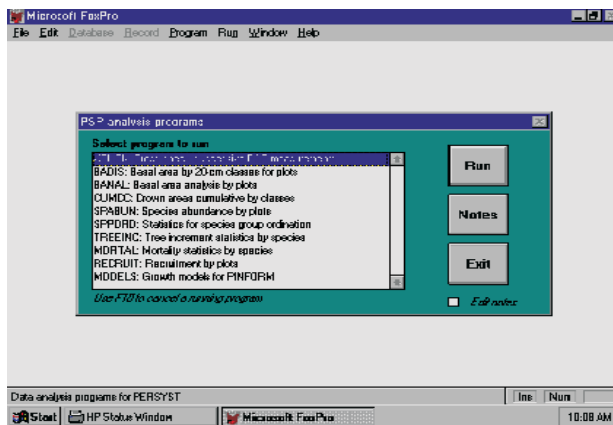 Microsoft FoxPro
File Edit Database Record Program Run Window Help
PSP analysis programs
Select program to run
BADIS: Basal area by 20-cm classes for plots
BANAL: Basal area analysis by plots
CUMDC: Crown areas cumulative by classes
SPABUN: Species abundance by plots
SPPORD: Statistics for species group ordination
TREEINC: Tree increment statistics by species
MORTAL: Mortality statistics by species
RECRUIT: Recruitment by plots
MODELS: Growth models for PINFORM
Use F10 to cancel a running program
Run
Notes
Exit
Edit notes
Data analysis programs for PERSYST
Ins Num
Start HP Status Window Microsoft FoxPro 10:08 AM